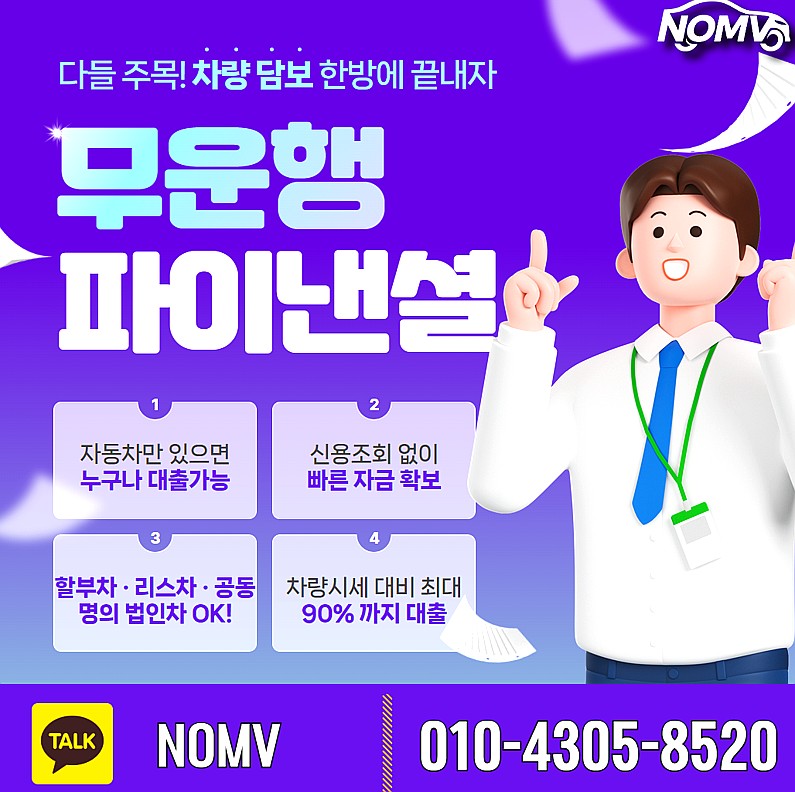 NOMV
다들 주목! 차량 담보 한방에 끝내자
무운행
파이낸셜
1
자동차만 있으면
누구나 대출가능
2
신용조회 없이
빠른 자금 확보
3
할부차·리스차·공동
명의 법인차 OK!
4
차량시세 대비 최대
90% 까지 대출
TALK
NOMV
010-4305-8520